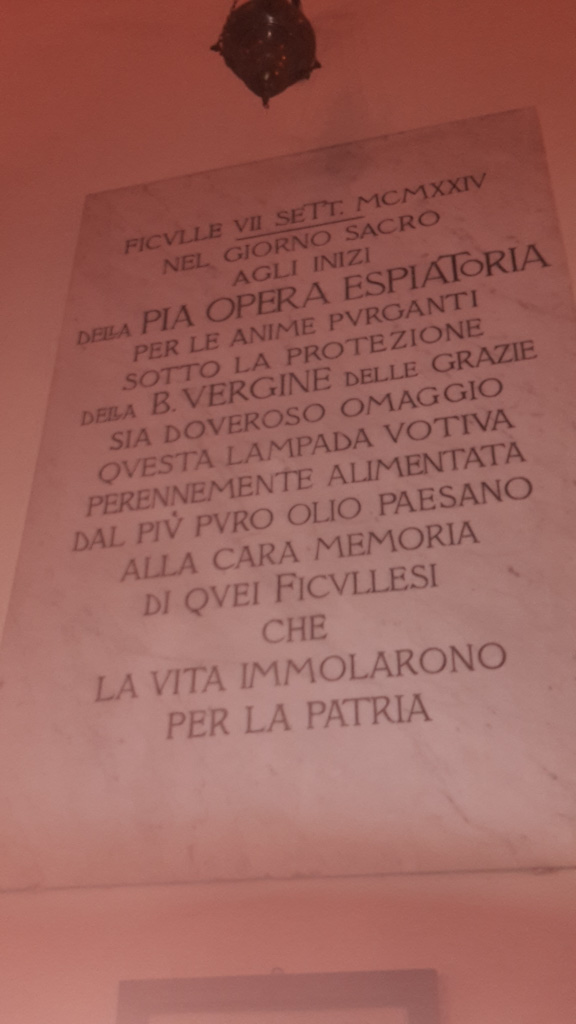 FICVLLE VII SETT. MCMXXIV
NEL GIORNO SACRO
AGLI INIZI
DELLA PIA OPERA ESPIATORIA
PER LE ANIME PVRGANTI
SOTTO LA PROTEZIONE
DELLA B. VERGINE DELLE GRAZIE
SIA DOVEROSO OMAGGIO
QVESTA LAMPADA VOTIVA
PERENNEMENTE ALIMENTATA
DAL PIV̀ PVRO OLIO PAESANO
ALLA CARA MEMORIA
DI QVEI FICVLLESI
CHE
LA VITA IMMOLARONO
PER LA PATRIA